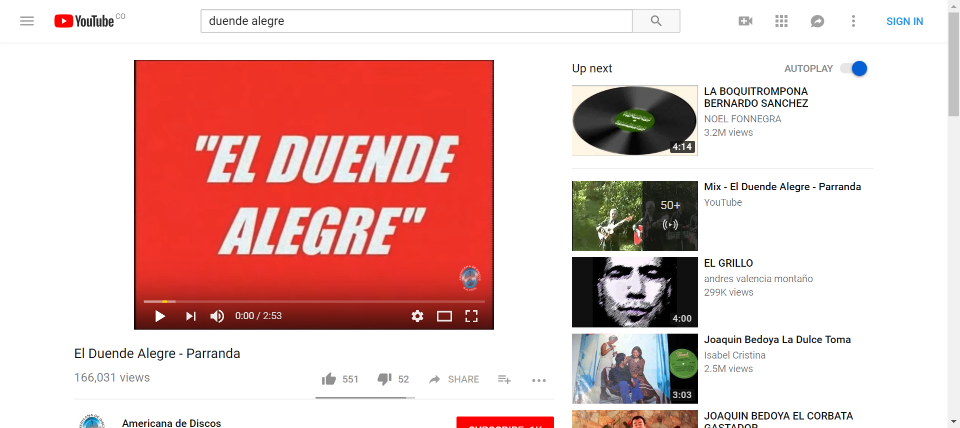 YouTube CO
duende alegre
SIGN IN
"EL DUENDE
ALEGRE"
0:00 / 2:53
El Duende Alegre - Parranda
166,031 views
551
52
SHARE
Americana de Discos
Up next
AUTOPLAY
LA BOQUITROMPONA
BERNARDO SANCHEZ
NOEL FONNEGRA
3.2M views
4:14
Mix - El Duende Alegre - Parranda
YouTube
50+
EL GRILLO
andres valencia montaño
299K views
4:00
Joaquin Bedoya La Dulce Toma
Isabel Cristina
2.5M views
3:03
JOAQUIN BEDOYA EL CORBATA
GASTADOR